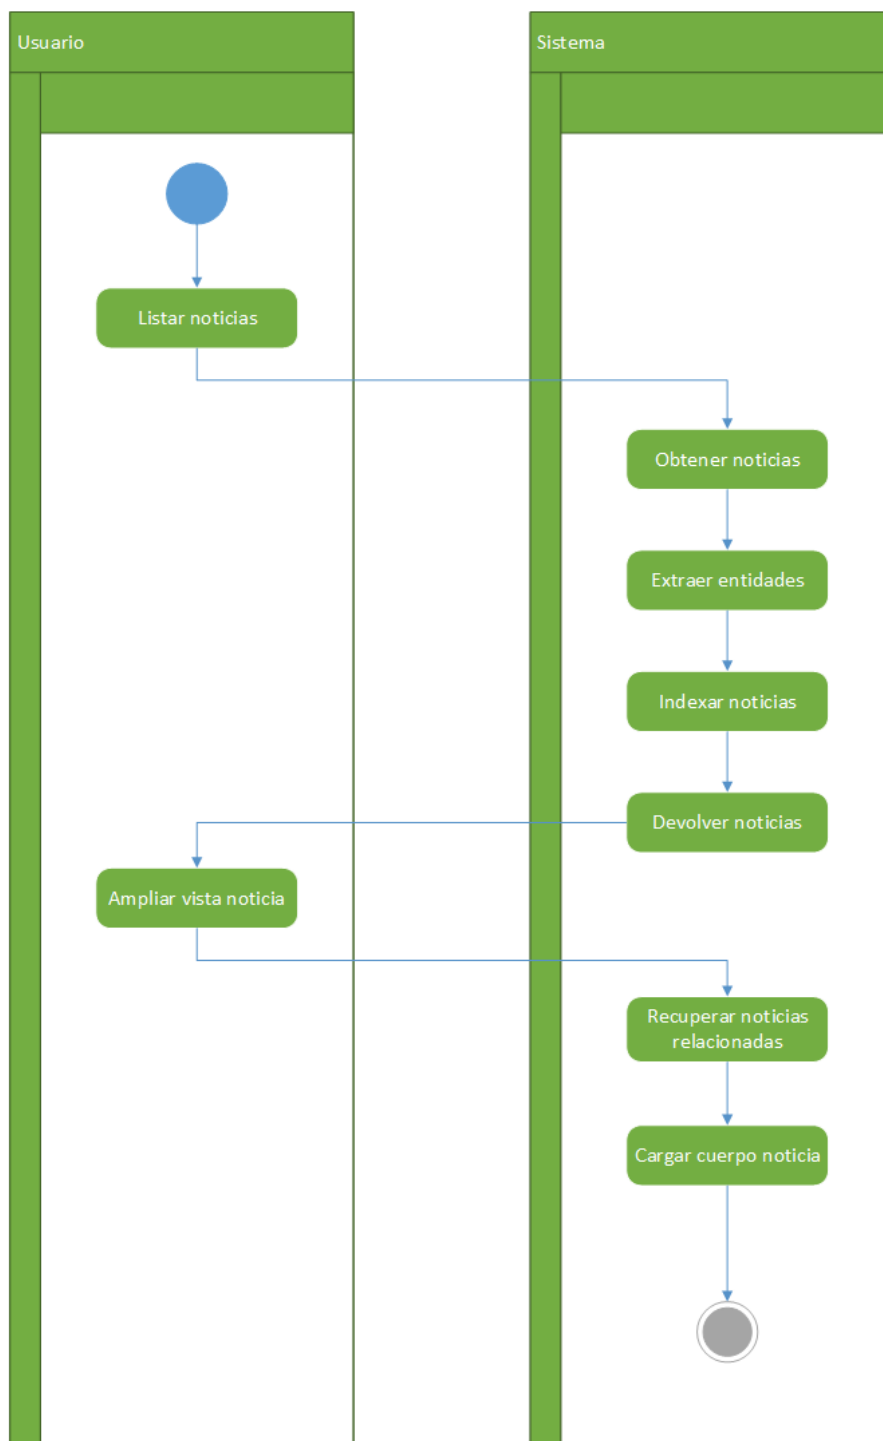 Usuario
Sistema
Listar noticias
Obtener noticias
Extraer entidades
Indexar noticias
Devolver noticias
Ampliar vista noticia
Recuperar noticias
relacionadas
Cargar cuerpo noticia